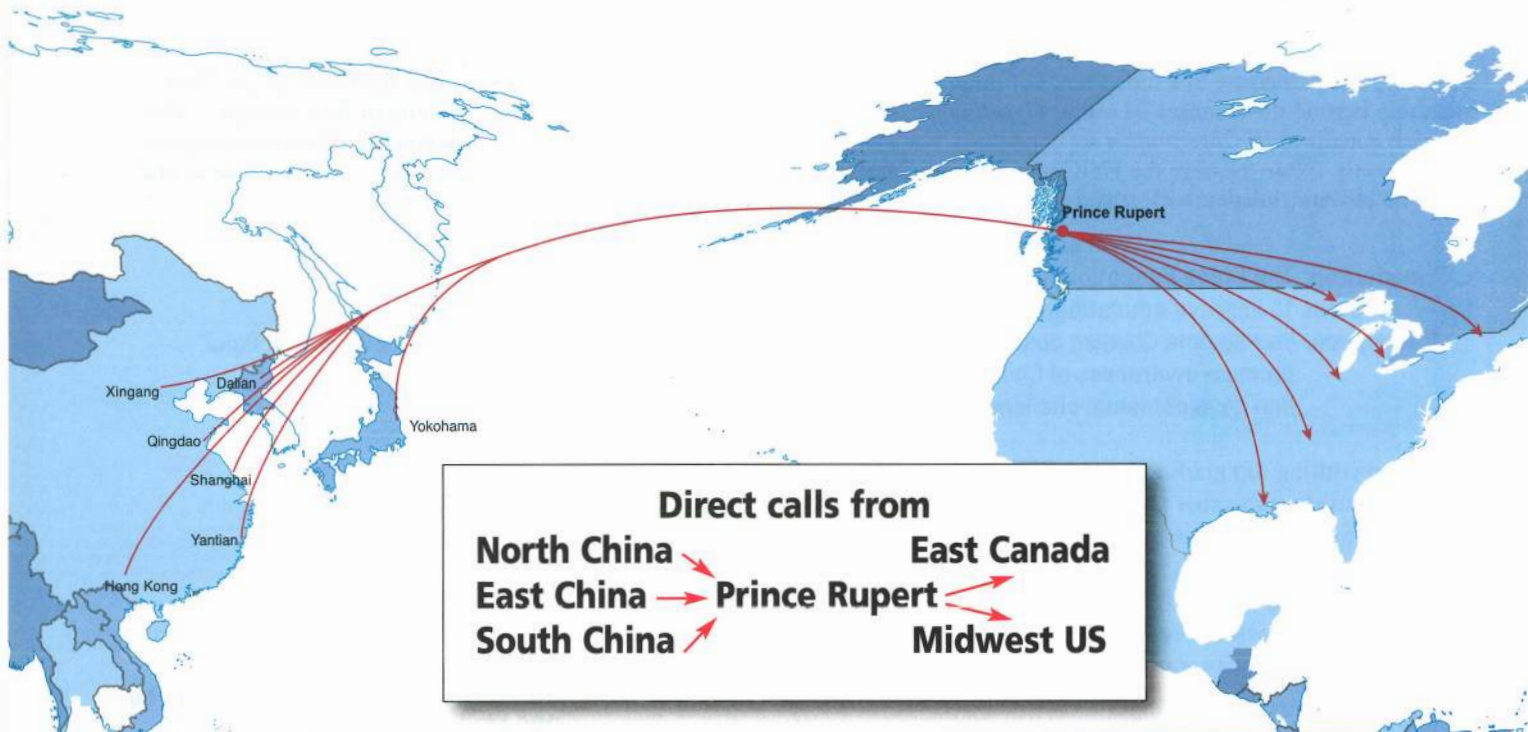 Prince Rupert
Xingang
Dalian
Qingdao
Yokohama
Shanghai
Yantian
Hong Kong
Direct calls from
North China
East Canada
East China
Prince Rupert
South China
Midwest US